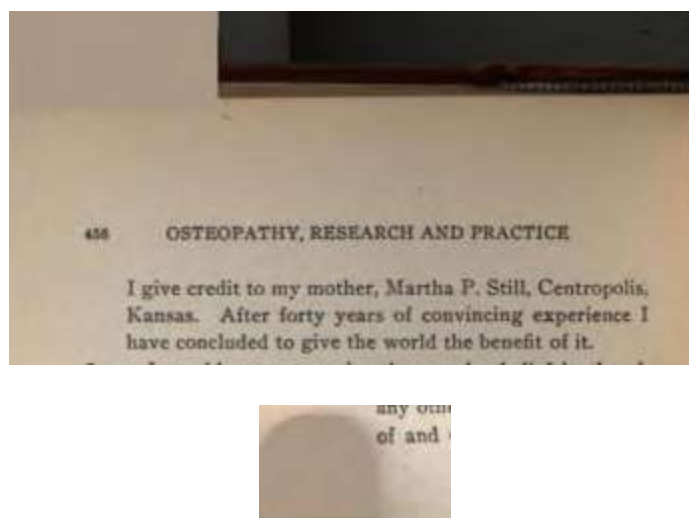 456 OSTEOPATHY, RESEARCH AND PRACTICE
I give credit to my mother, Martha P. Still, Centropolis,
Kansas. After forty years of convincing experience I
have concluded to give the world the benefit of it.
any
of and